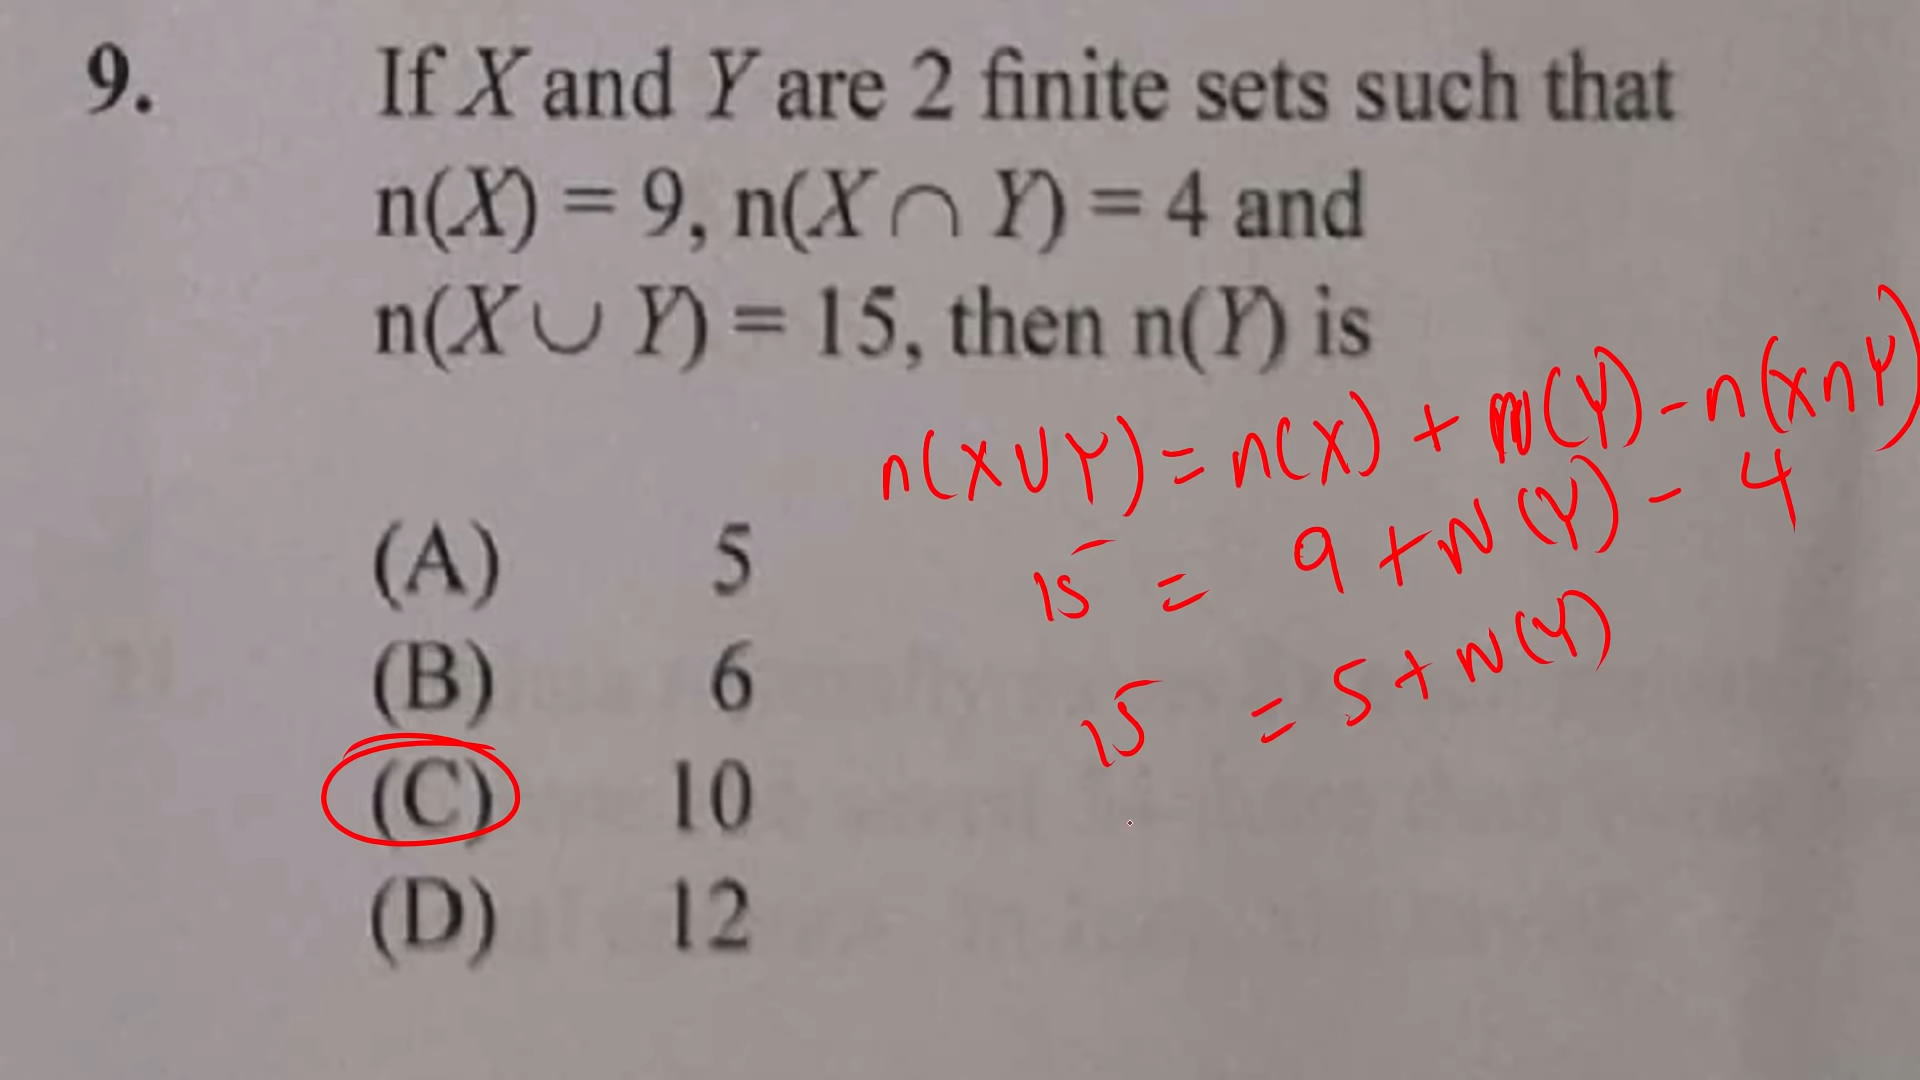 9. If X and Y are 2 finite sets such that
n(X) = 9, n(X ∩ Y) = 4 and
n(X ∪ Y) = 15, then n(Y) is
n(X∪Y) = n(X) + n(Y) - n(X∩Y)
15 = 9 + N(Y) - 4
15 = 5 + N(Y)
(A) 5
(B) 6
(C) 10
(D) 12